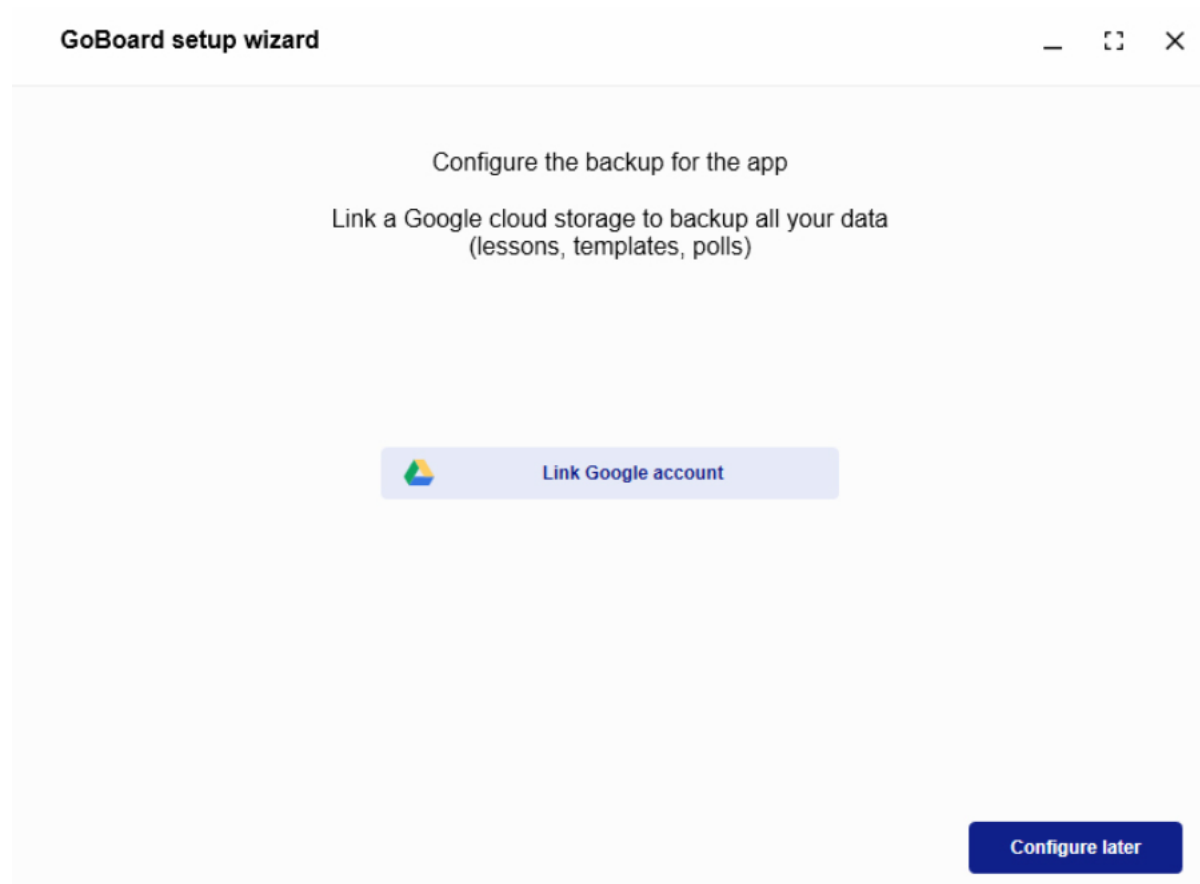 GoBoard setup wizard
Configure the backup for the app
Link a Google cloud storage to backup all your data
(lessons, templates, polls)
Link Google account
Configure later